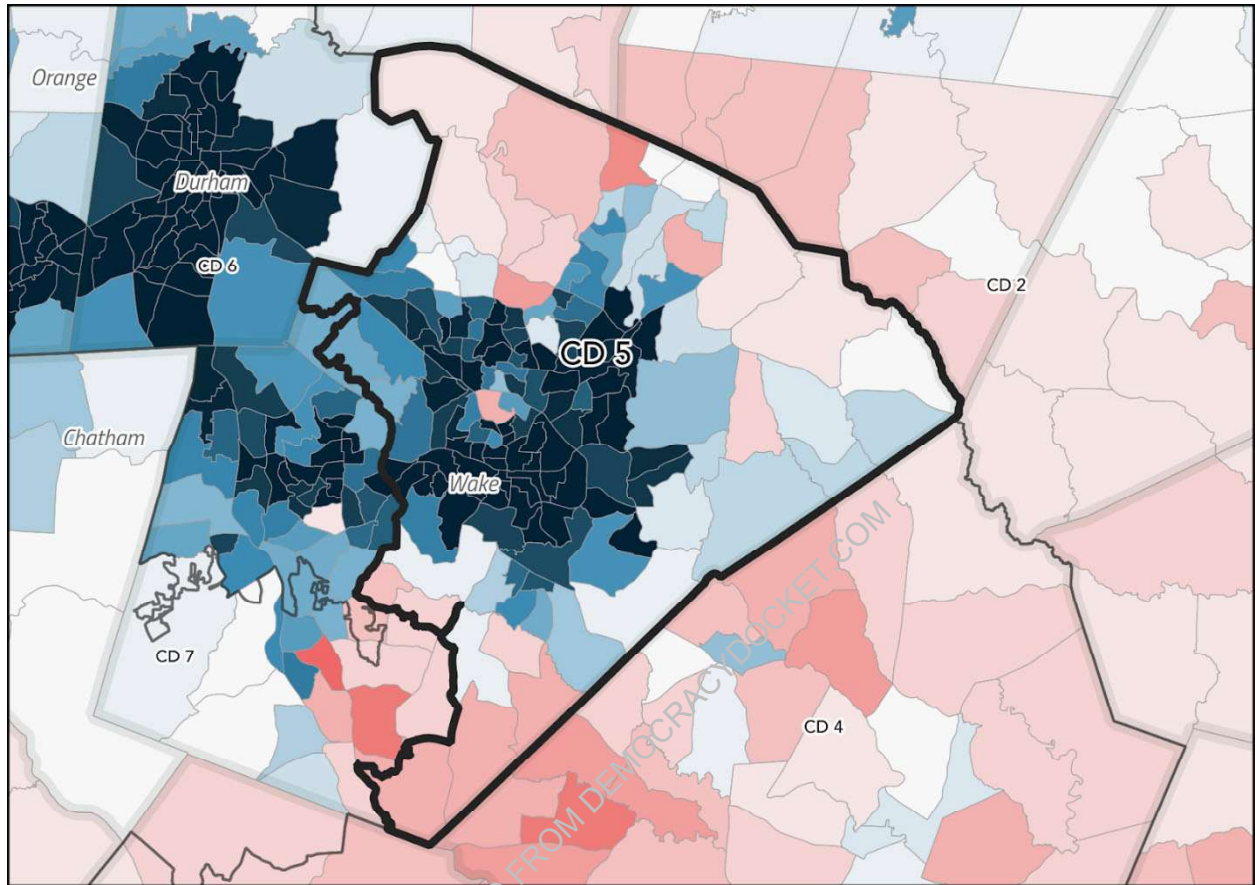 Orange
Durham
CD 6
CD 2
CD 5
Chatham
Wake
CD 7
CD 4
FROM DEMOCRACYDOCKET.COM